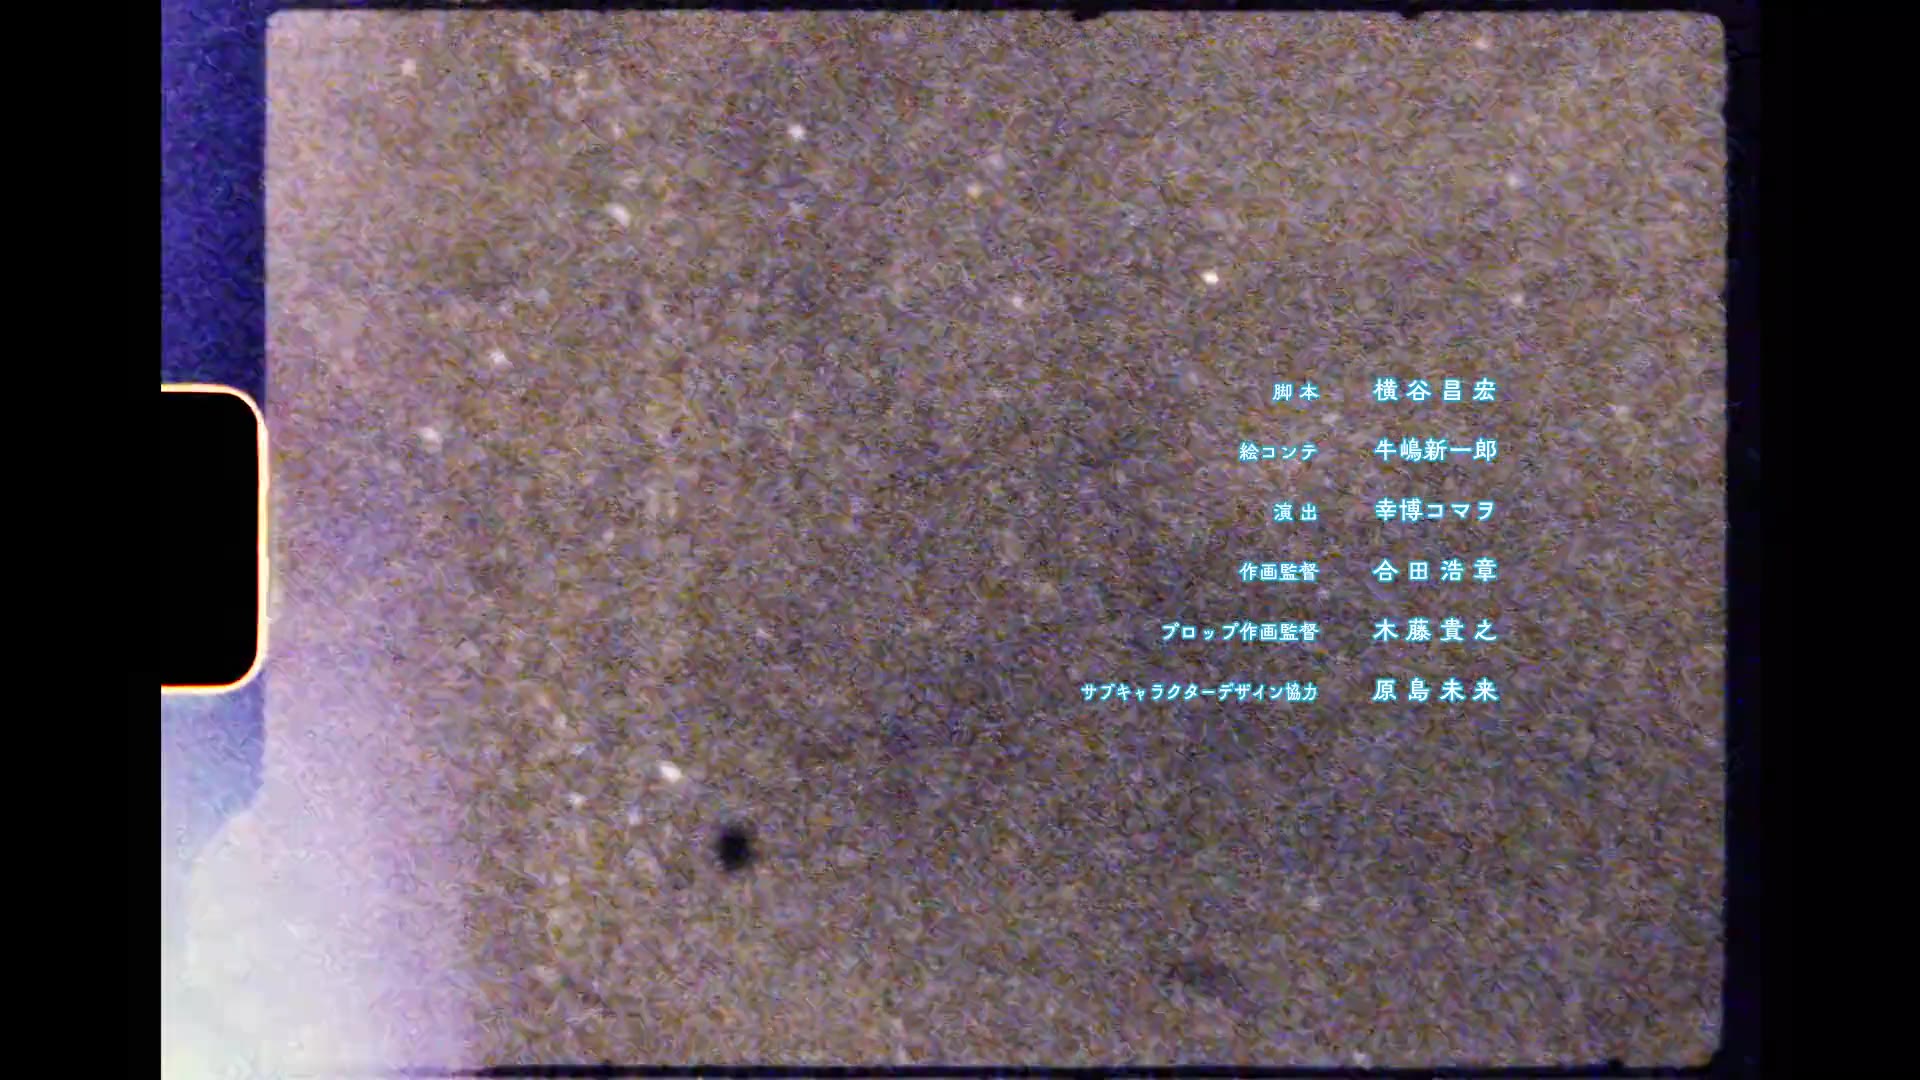 脚本 横谷昌宏
絵コンテ 牛嶋新一郎
演出 幸博コマヲ
作画監督 合田浩章
プロップ作画監督 木藤貴之
サブキャラクターデザイン協力 原島未来